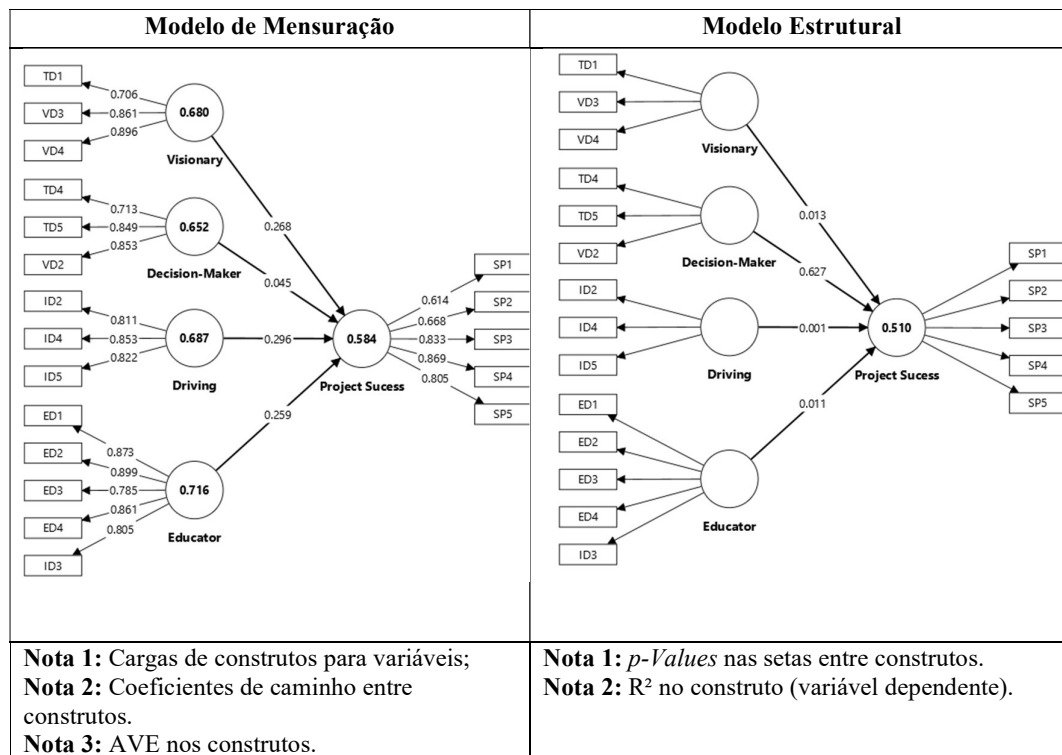 Modelo de Mensuração
Modelo Estrutural
TD1
0.706
VD3
0.861
VD4
0.896
0.680
Visionary
TD4
0.713
TD5
0.849
VD2
0.853
0.652
Decision-Maker
ID2
0.811
ID4
0.853
ID5
0.822
0.687
Driving
ED1
0.873
ED2
0.899
ED3
0.785
ED4
0.861
ID3
0.805
0.716
Educator
0.268
0.045
0.296
0.259
0.584
Project Sucess
0.614
SP1
0.668
SP2
0.833
SP3
0.869
SP4
0.805
SP5
TD1
VD3
VD4
Visionary
TD4
TD5
VD2
Decision-Maker
ID2
ID4
ID5
Driving
ED1
ED2
ED3
ED4
ID3
Educator
0.013
0.627
0.001
0.011
0.510
Project Sucess
SP1
SP2
SP3
SP4
SP5
Nota 1: Cargas de construtos para variáveis;
Nota 2: Coeficientes de caminho entre
construtos.
Nota 3: AVE nos construtos.
Nota 1: p-Values nas setas entre construtos.
Nota 2: R² no construto (variável dependente).